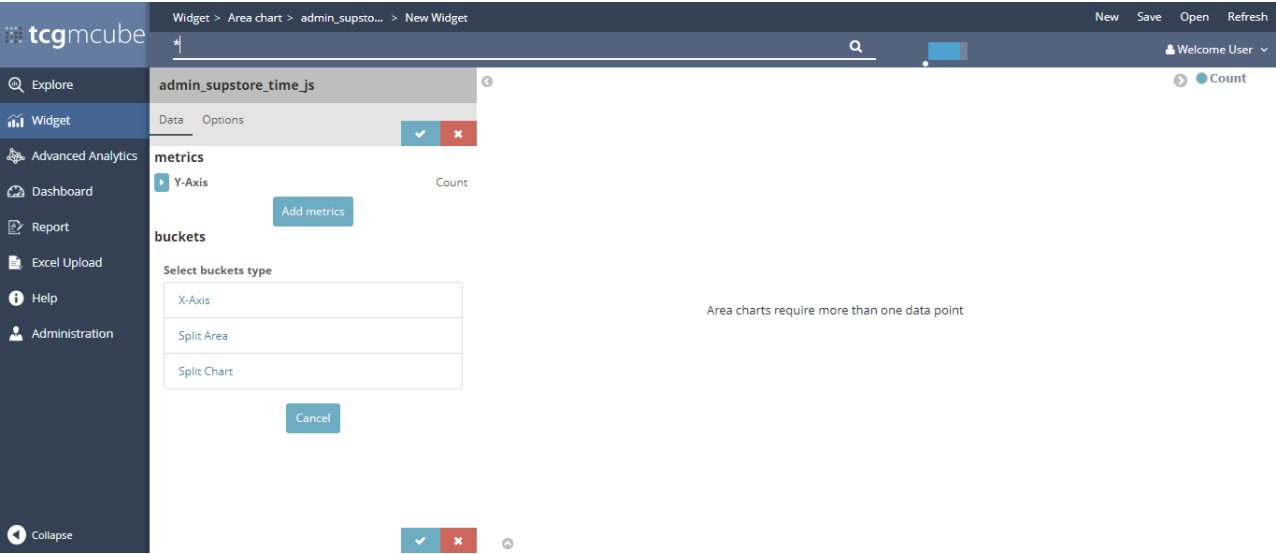 Widget > Area chart > admin_supsto... > New Widget
New Save Open Refresh
tcgmcube
*
Welcome User
Explore
Widget
Advanced Analytics
Dashboard
Report
Excel Upload
Help
Administration
Collapse
admin_supstore_time_js
Data Options
metrics
Y-Axis Count
Add metrics
buckets
Select buckets type
X-Axis
Split Area
Split Chart
Cancel
Count
Area charts require more than one data point